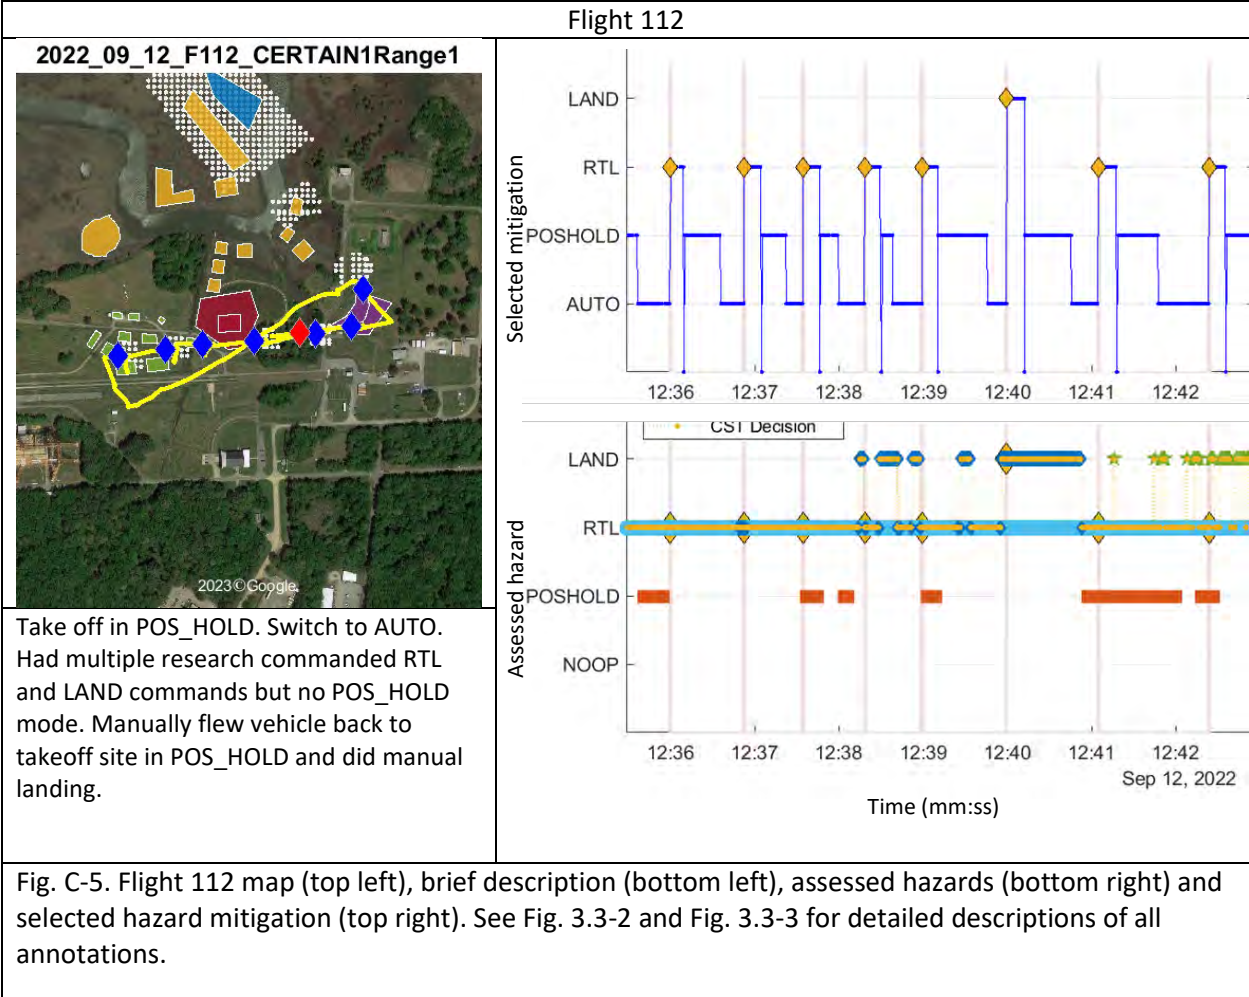 Flight 112
2022_09_12_F112_CERTAIN1Range1
2023©Google
Take off in POS_HOLD. Switch to AUTO.
Had multiple research commanded RTL
and LAND commands but no POS_HOLD
mode. Manually flew vehicle back to
takeoff site in POS_HOLD and did manual
landing.
Selected mitigation
LAND
RTL
POSHOLD
AUTO
12:36 12:37 12:38 12:39 12:40 12:41 12:42
CST Decision
Assessed hazard
LAND
RTL
POSHOLD
NOOP
12:36 12:37 12:38 12:39 12:40 12:41 12:42
Sep 12, 2022
Time (mm:ss)
Fig. C-5. Flight 112 map (top left), brief description (bottom left), assessed hazards (bottom right) and
selected hazard mitigation (top right). See Fig. 3.3-2 and Fig. 3.3-3 for detailed descriptions of all
annotations.